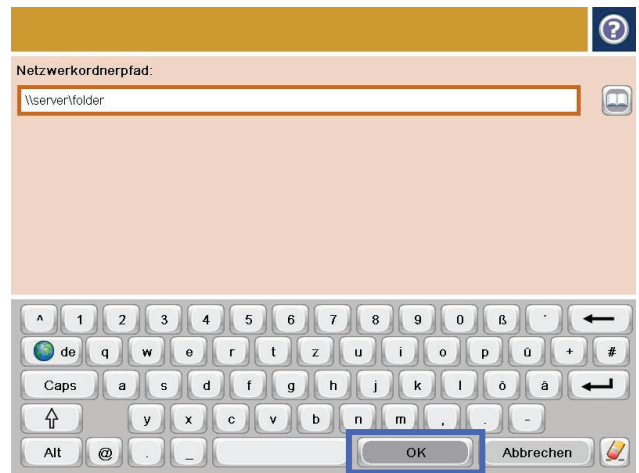 ?
Netzwerkordnerpfad:
\\server\folder
^ 1 2 3 4 5 6 7 8 9 0 ß ´
de q w e r t z u i o p ü + #
Caps a s d f g h j k l ö ä
y x c v b n m , . -
Alt @ . _ OK Abbrechen